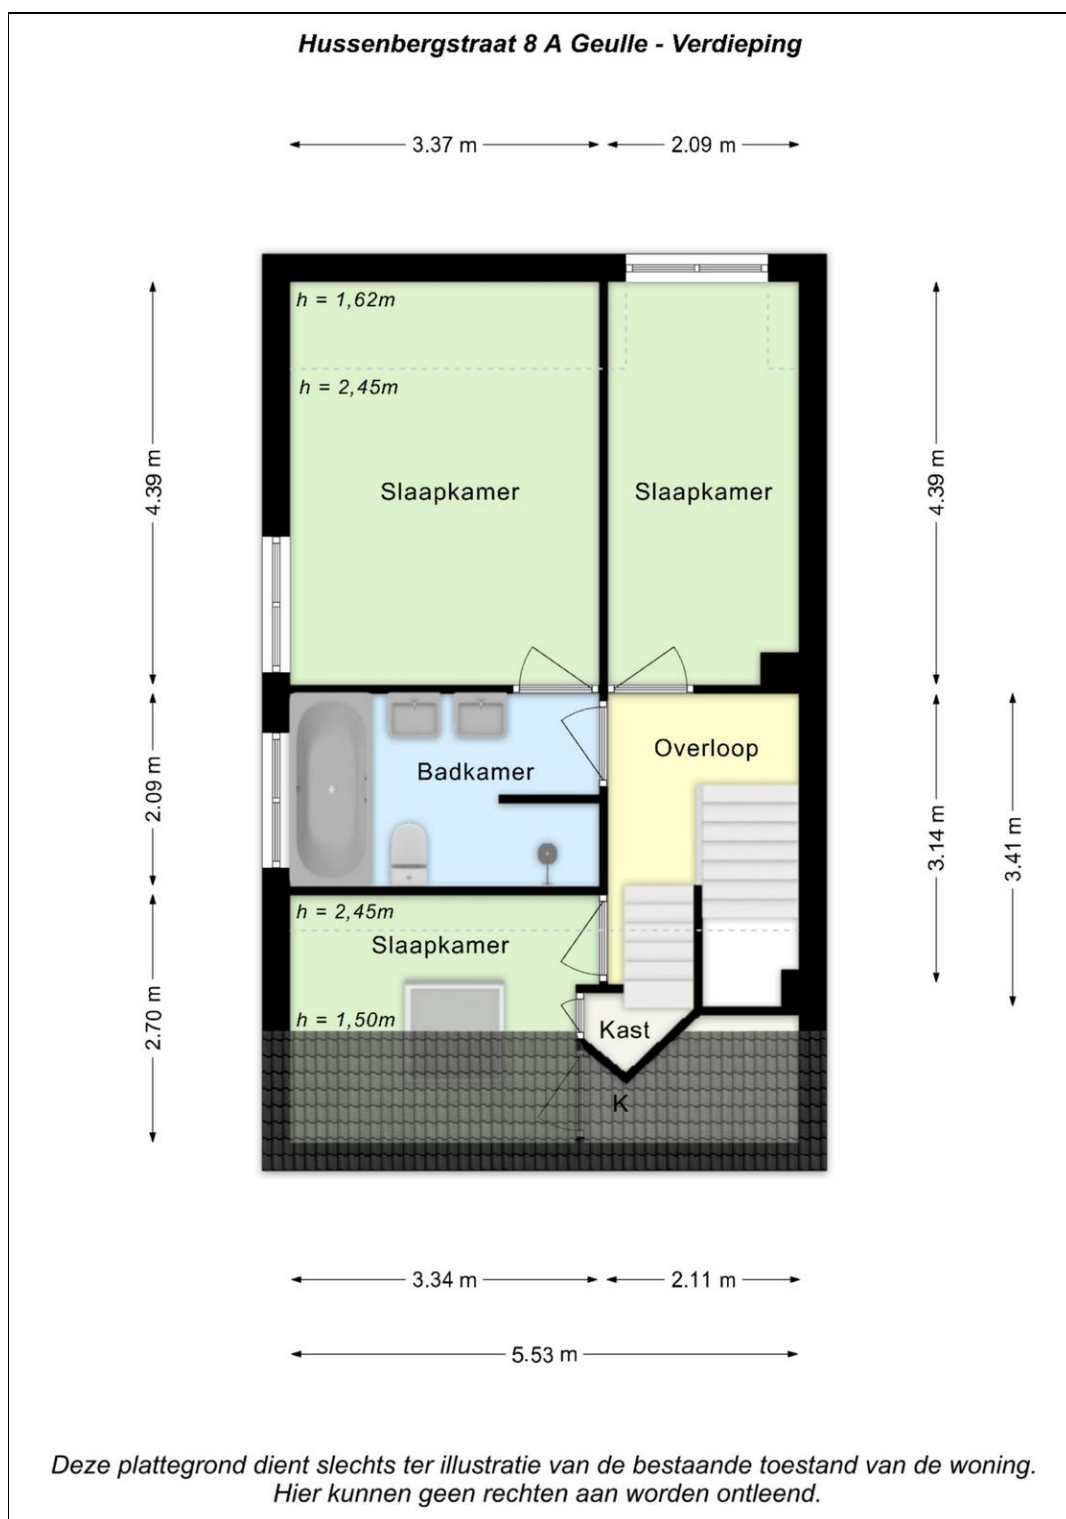 Hussenbergstraat 8 A Geulle - Verdieping
3.37 m
2.09 m
h = 1,62m
h = 2,45m
4.39 m
4.39 m
Slaapkamer
Slaapkamer
Overloop
Badkamer
2.09 m
3.14 m
3.41 m
h = 2,45m
Slaapkamer
h = 1,50m
2.70 m
Kast
K
3.34 m
2.11 m
5.53 m
Deze plattegrond dient slechts ter illustratie van de bestaande toestand van de woning.
Hier kunnen geen rechten aan worden ontleend.